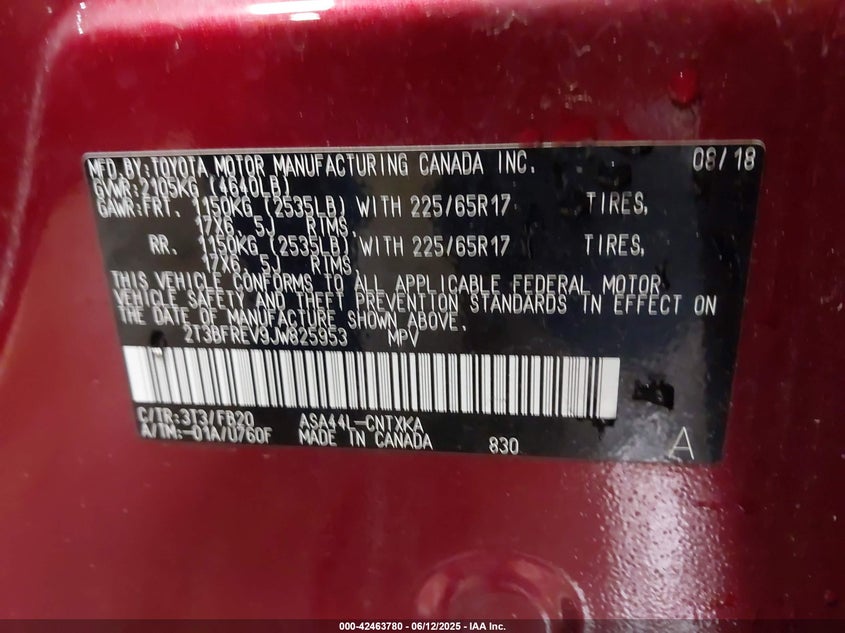 MFD.BY:TOYOTA MOTOR MANUFACTURING CANADA INC. 08/18
GVWR:2105KG (4640LB)
GAWR:FRT. 1150KG (2535LB) WITH 225/65R17 TIRES,
17X6.5J RIMS,
RR. 1150KG (2535LB) WITH 225/65R17 TIRES,
17X6.5J RIMS,
THIS VEHICLE CONFORMS TO ALL APPLICABLE FEDERAL MOTOR
VEHICLE SAFETY AND THEFT PREVENTION STANDARDS IN EFFECT ON
THE DATE OF MANUFACTURE SHOWN ABOVE.
2T3BFREV9JW825953 MPV
C/TR:3T3/FB20 ASA44L-CNTXKA
A/TM:-01A/U760F MADE IN CANADA 830 A
000-42463780 - 06/12/2025 - IAA Inc.